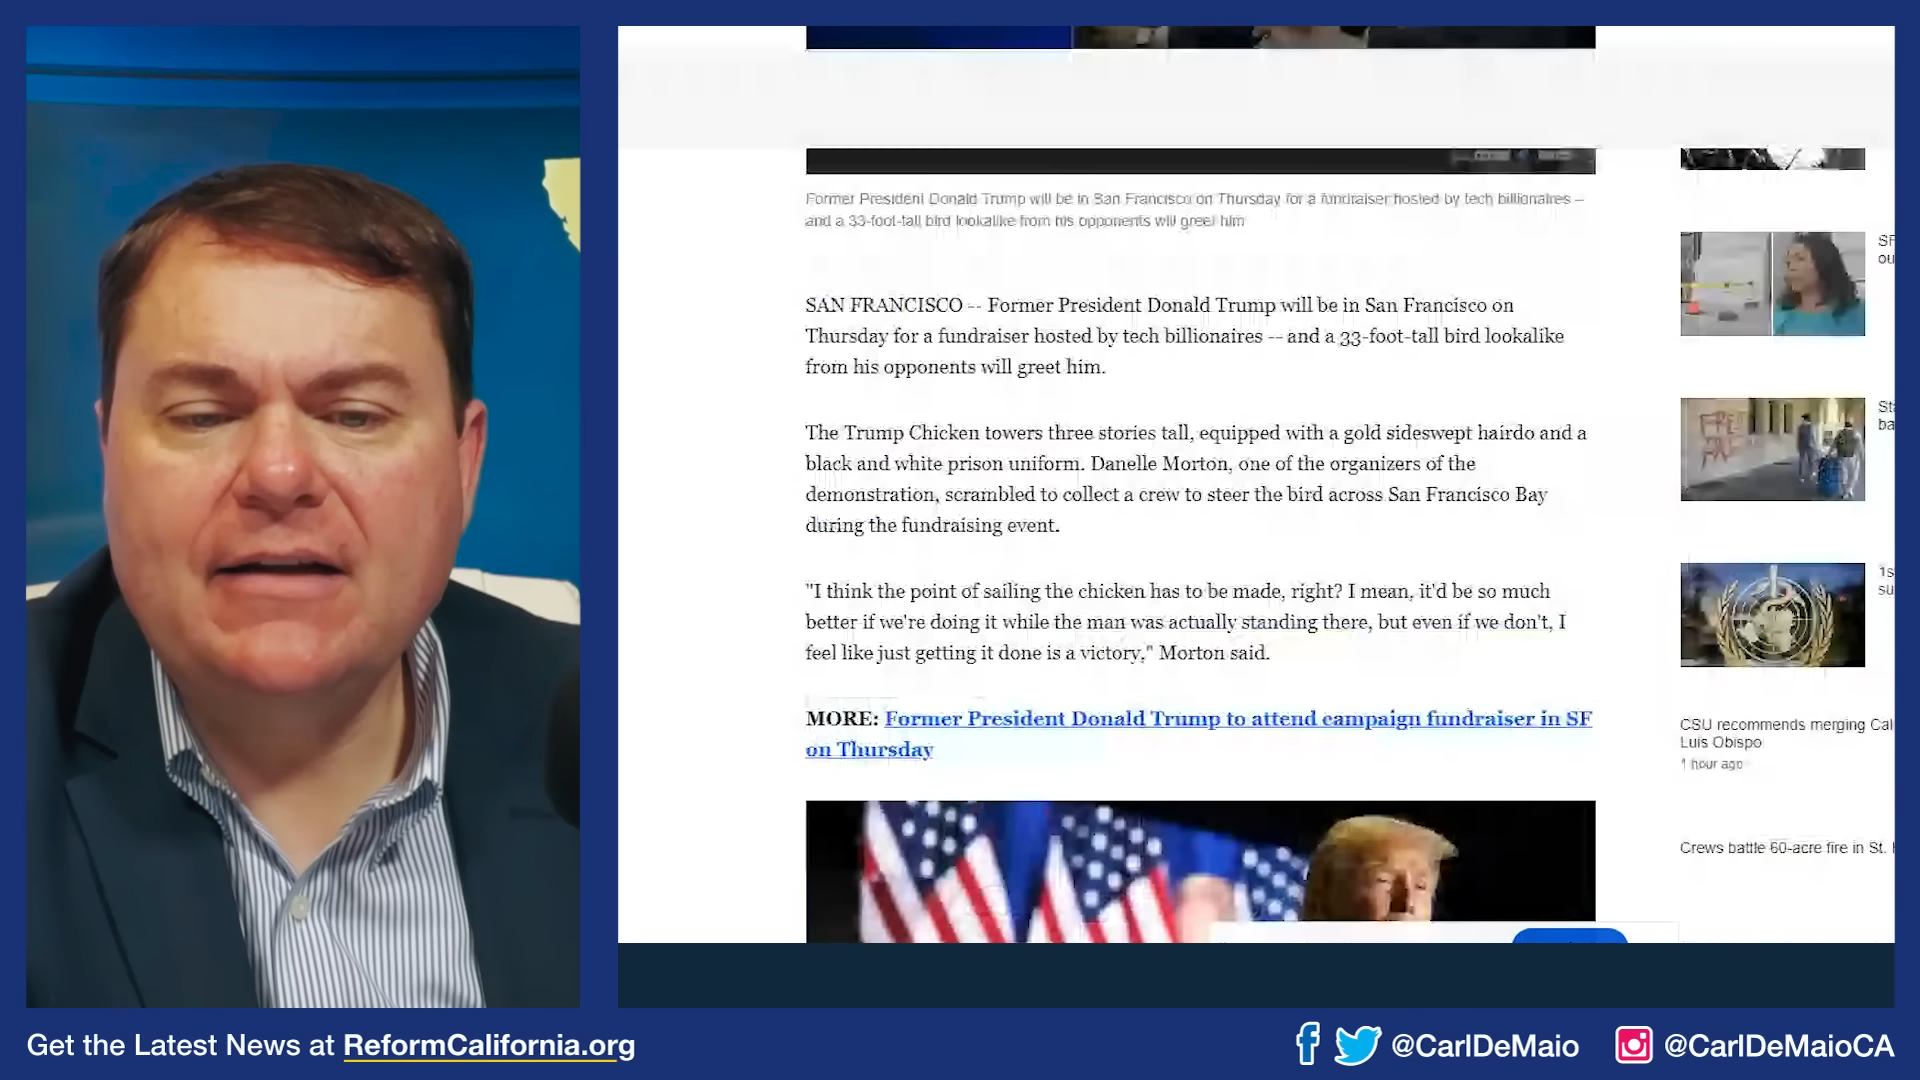 Former President Donald Trump will be in San Francisco on Thursday for a fundraiser hosted by tech billionaires --
and a 33-foot-tall bird lookalike from his opponents will greet him
SAN FRANCISCO -- Former President Donald Trump will be in San Francisco on
Thursday for a fundraiser hosted by tech billionaires -- and a 33-foot-tall bird lookalike
from his opponents will greet him.
The Trump Chicken towers three stories tall, equipped with a gold sideswept hairdo and a
black and white prison uniform. Danelle Morton, one of the organizers of the
demonstration, scrambled to collect a crew to steer the bird across San Francisco Bay
during the fundraising event.
"I think the point of sailing the chicken has to be made, right? I mean, it'd be so much
better if we're doing it while the man was actually standing there, but even if we don't, I
feel like just getting it done is a victory," Morton said.
MORE: Former President Donald Trump to attend campaign fundraiser in SF
on Thursday
SF
ou
Sta
ba
FREE
1s
su
CSU recommends merging Cal
Luis Obispo
1 hour ago
Crews battle 60-acre fire in St. H
Get the Latest News at ReformCalifornia.org
@CarlDeMaio
@CarlDeMaioCA